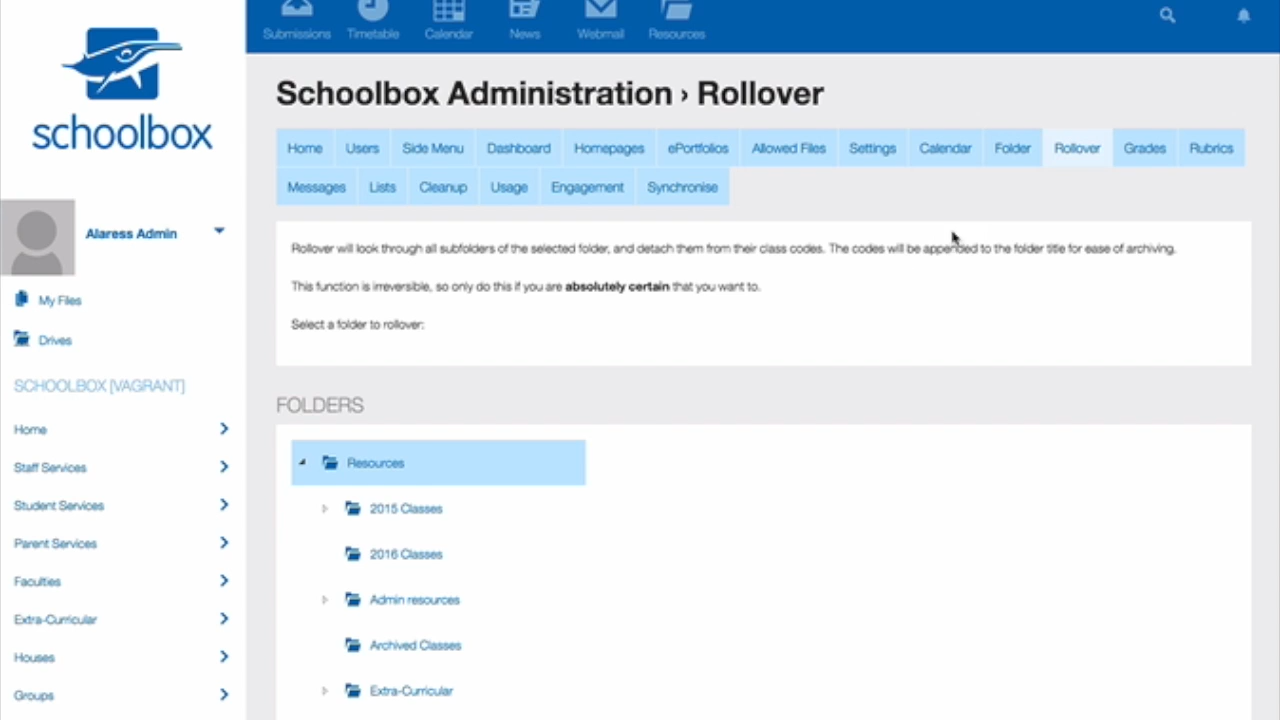 Submissions Timetable Calendar News Webmail Resources
schoolbox
Schoolbox Administration › Rollover
Home Users Side Menu Dashboard Homepages ePortfolios Allowed Files Settings Calendar Folder Rollover Grades Rubrics
Messages Lists Cleanup Usage Engagement Synchronise
Alaress Admin
My Files
Drives
SCHOOLBOX [VAGRANT]
Home
Staff Services
Student Services
Parent Services
Faculties
Extra-Curricular
Houses
Groups
Rollover will look through all subfolders of the selected folder, and detach them from their class codes. The codes will be appended to the folder title for ease of archiving.
This function is irreversible, so only do this if you are absolutely certain that you want to.
Select a folder to rollover:
FOLDERS
Resources
2015 Classes
2016 Classes
Admin resources
Archived Classes
Extra-Curricular